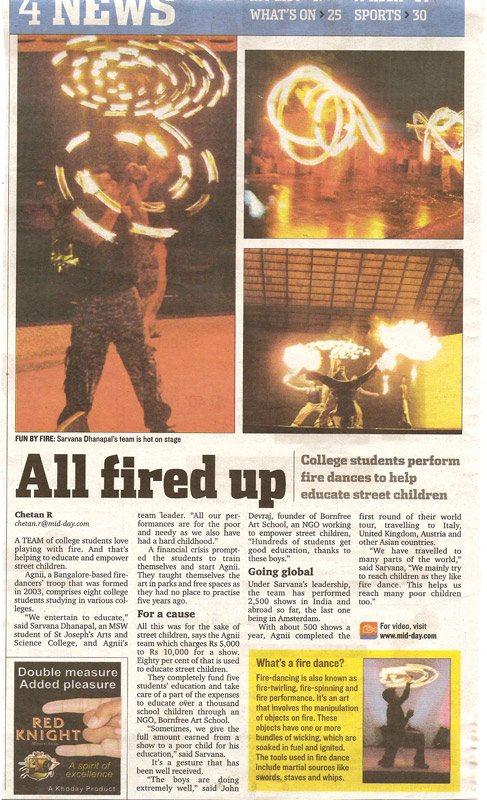 4 NEWS
WHAT'S ON > 25 SPORTS > 30
FUN BY FIRE: Sarvana Dhanapal's team is hot on stage
All fired up
College students perform
fire dances to help
educate street children
Chetan R
chetan.r@mid-day.com
A TEAM of college students love
playing with fire. And that's
helping to educate and empower
street children.
Agnii, a Bangalore-based fire-
dancers' troop that was formed
in 2003, comprises eight college
students studying in various col-
leges.
"We entertain to educate,"
said Sarvana Dhanapal, an MSW
student of St Joseph's Arts and
Science College, and Agnii's
team leader. "All our per-
formances are for the poor
and needy as we also have
had a hard childhood."
A financial crisis prompt-
ed the students to train
themselves and start Agnii.
They taught themselves the
art in parks and free spaces as
they had no place to practise
five years ago.
For a cause
All this was for the sake of
street children, says the Agnii
team which charges Rs 5,000
to Rs 10,000 for a show.
Eighty per cent of that is used
to educate street children.
They completely fund five
students' education and take
care of a part of the expenses
to educate over a thousand
school children through an
NGO, Bornfree Art School.
"Sometimes, we give the
full amount earned from a
show to a poor child for his
education," said Sarvana.
It's a gesture that has
been well received.
"The boys are doing
extremely well," said John
Devraj, founder of Bornfree
Art School, an NGO working
to empower street children,
"Hundreds of students get
good education, thanks to
these boys."
Going global
Under Sarvana's leadership,
the team has performed
2,500 shows in India and
abroad so far, the last one
being in Amsterdam.
With about 500 shows a
year, Agnii completed the
first round of their world
tour, travelling to Italy,
United Kingdom, Austria and
other Asian countries.
"We have travelled to
many parts of the world,"
said Sarvana, "We mainly try
to reach children as they like
fire dance. This helps us
reach many poor children
too."
For video, visit
www.mid-day.com
Double measure
Added pleasure
RED
KNIGHT
A spirit of
excellence
A Khoday Product
What's a fire dance?
Fire-dancing is also known as
fire-twirling, fire-spinning and
fire performance. It's an art
that involves the manipulation
of objects on fire. These
objects have one or more
bundles of wicking, which are
soaked in fuel and ignited.
The tools used in fire dance
include martial sources like
swords, staves and whips.